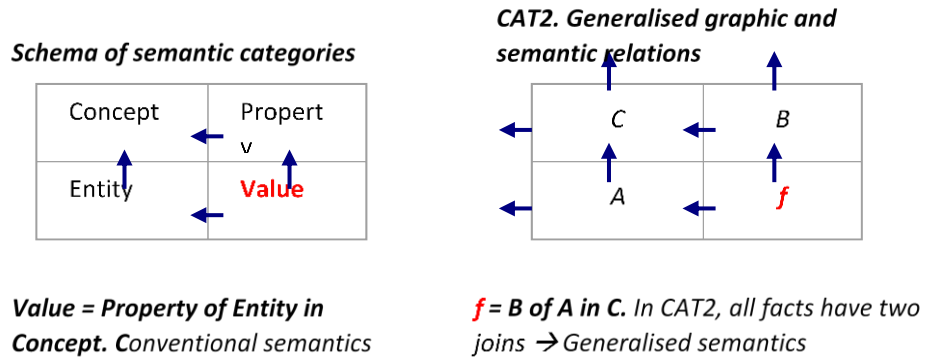 Schema of semantic categories
Concept
Propert
y
Entity
Value
Value = Property of Entity in
Concept. Conventional semantics
CAT2. Generalised graphic and
semantic relations
C
B
A
f
f = B of A in C. In CAT2, all facts have two
joins → Generalised semantics